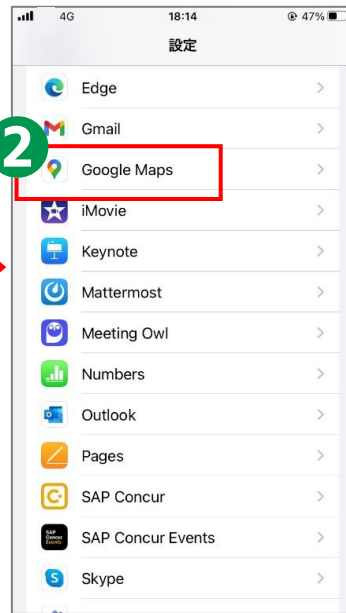 4G 18:14 47%
設定
Edge
Gmail
2
Google Maps
iMovie
Keynote
Mattermost
Meeting Owl
Numbers
Outlook
Pages
SAP Concur
SAP Concur Events
Skype